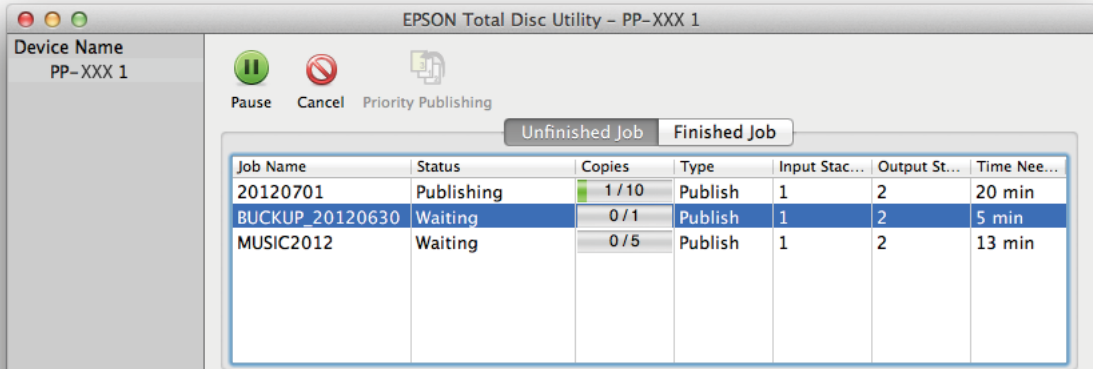 EPSON Total Disc Utility – PP-XXX 1
Device Name
PP-XXX 1
Pause Cancel Priority Publishing
Unfinished Job Finished Job
Job Name Status Copies Type Input Stac... Output St... Time Nee...
20120701 Publishing 1 / 10 Publish 1 2 20 min
BUCKUP_20120630 Waiting 0 / 1 Publish 1 2 5 min
MUSIC2012 Waiting 0 / 5 Publish 1 2 13 min